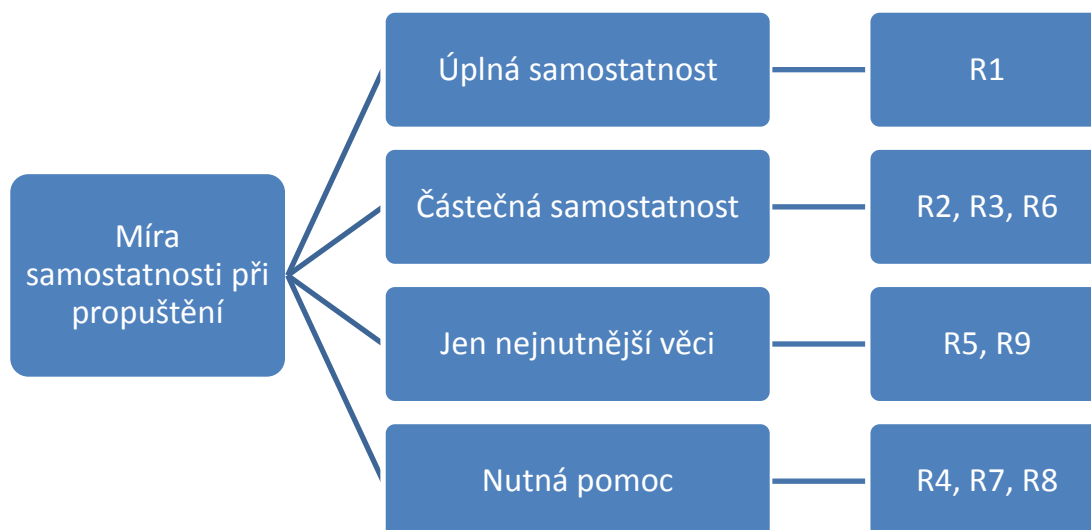 Míra
samostatnosti při
propuštění
Úplná samostatnost
R1
Částečná samostatnost
R2, R3, R6
Jen nejnutnější věci
R5, R9
Nutná pomoc
R4, R7, R8